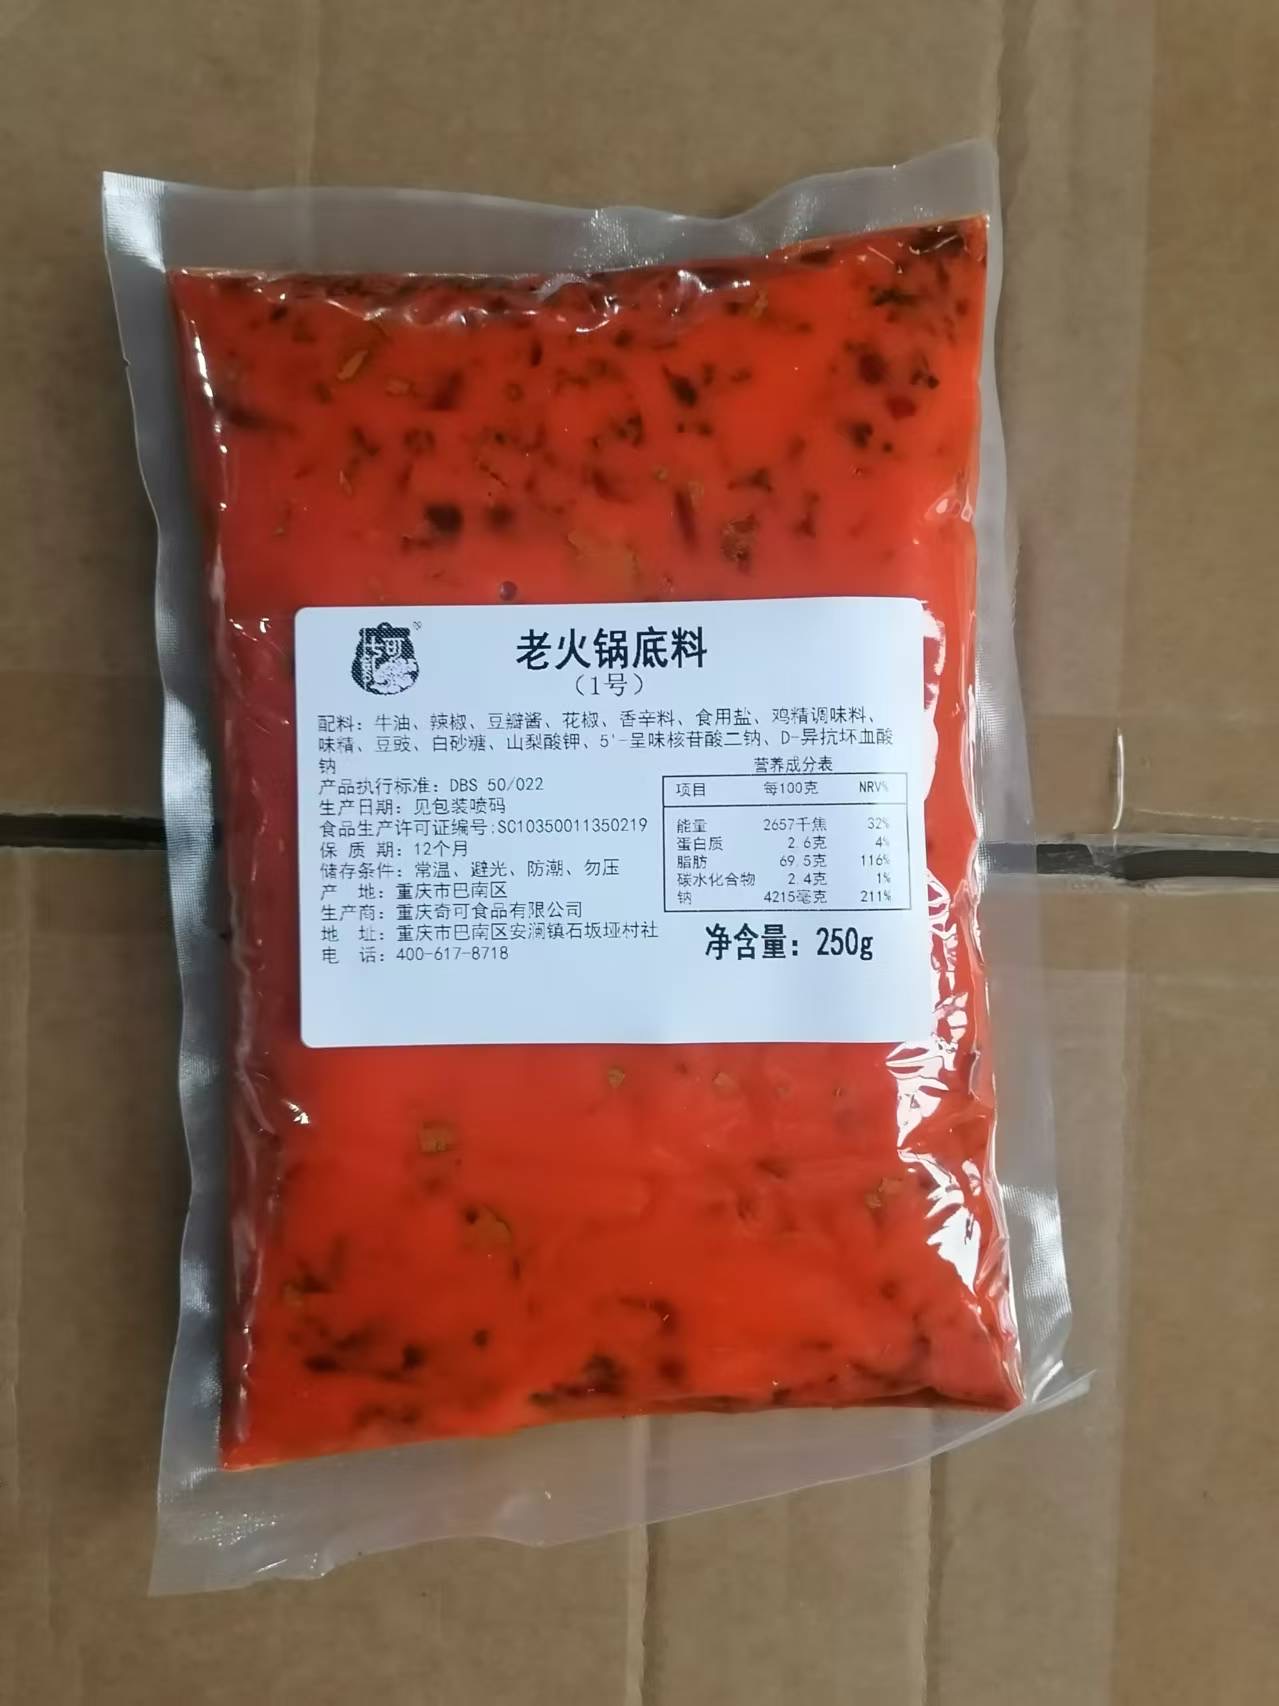 奇可
老火锅底料
（1号）
配料：牛油、辣椒、豆瓣酱、花椒、香辛料、食用盐、鸡精调味料、
味精、豆豉、白砂糖、山梨酸钾、5'-呈味核苷酸二钠、D-异抗坏血酸
钠
产品执行标准：DBS 50/022
生产日期：见包装喷码
食品生产许可证编号:SC10350011350219
保 质 期：12个月
储存条件：常温、避光、防潮、勿压
产 地：重庆市巴南区
生产商：重庆奇可食品有限公司
地 址：重庆市巴南区安澜镇石坂垭村社
电 话：400-617-8718
营养成分表
项目 每100克 NRV%
能量 2657千焦 32%
蛋白质 2.6克 4%
脂肪 69.5克 116%
碳水化合物 2.4克 1%
钠 4215毫克 211%
净含量：250g